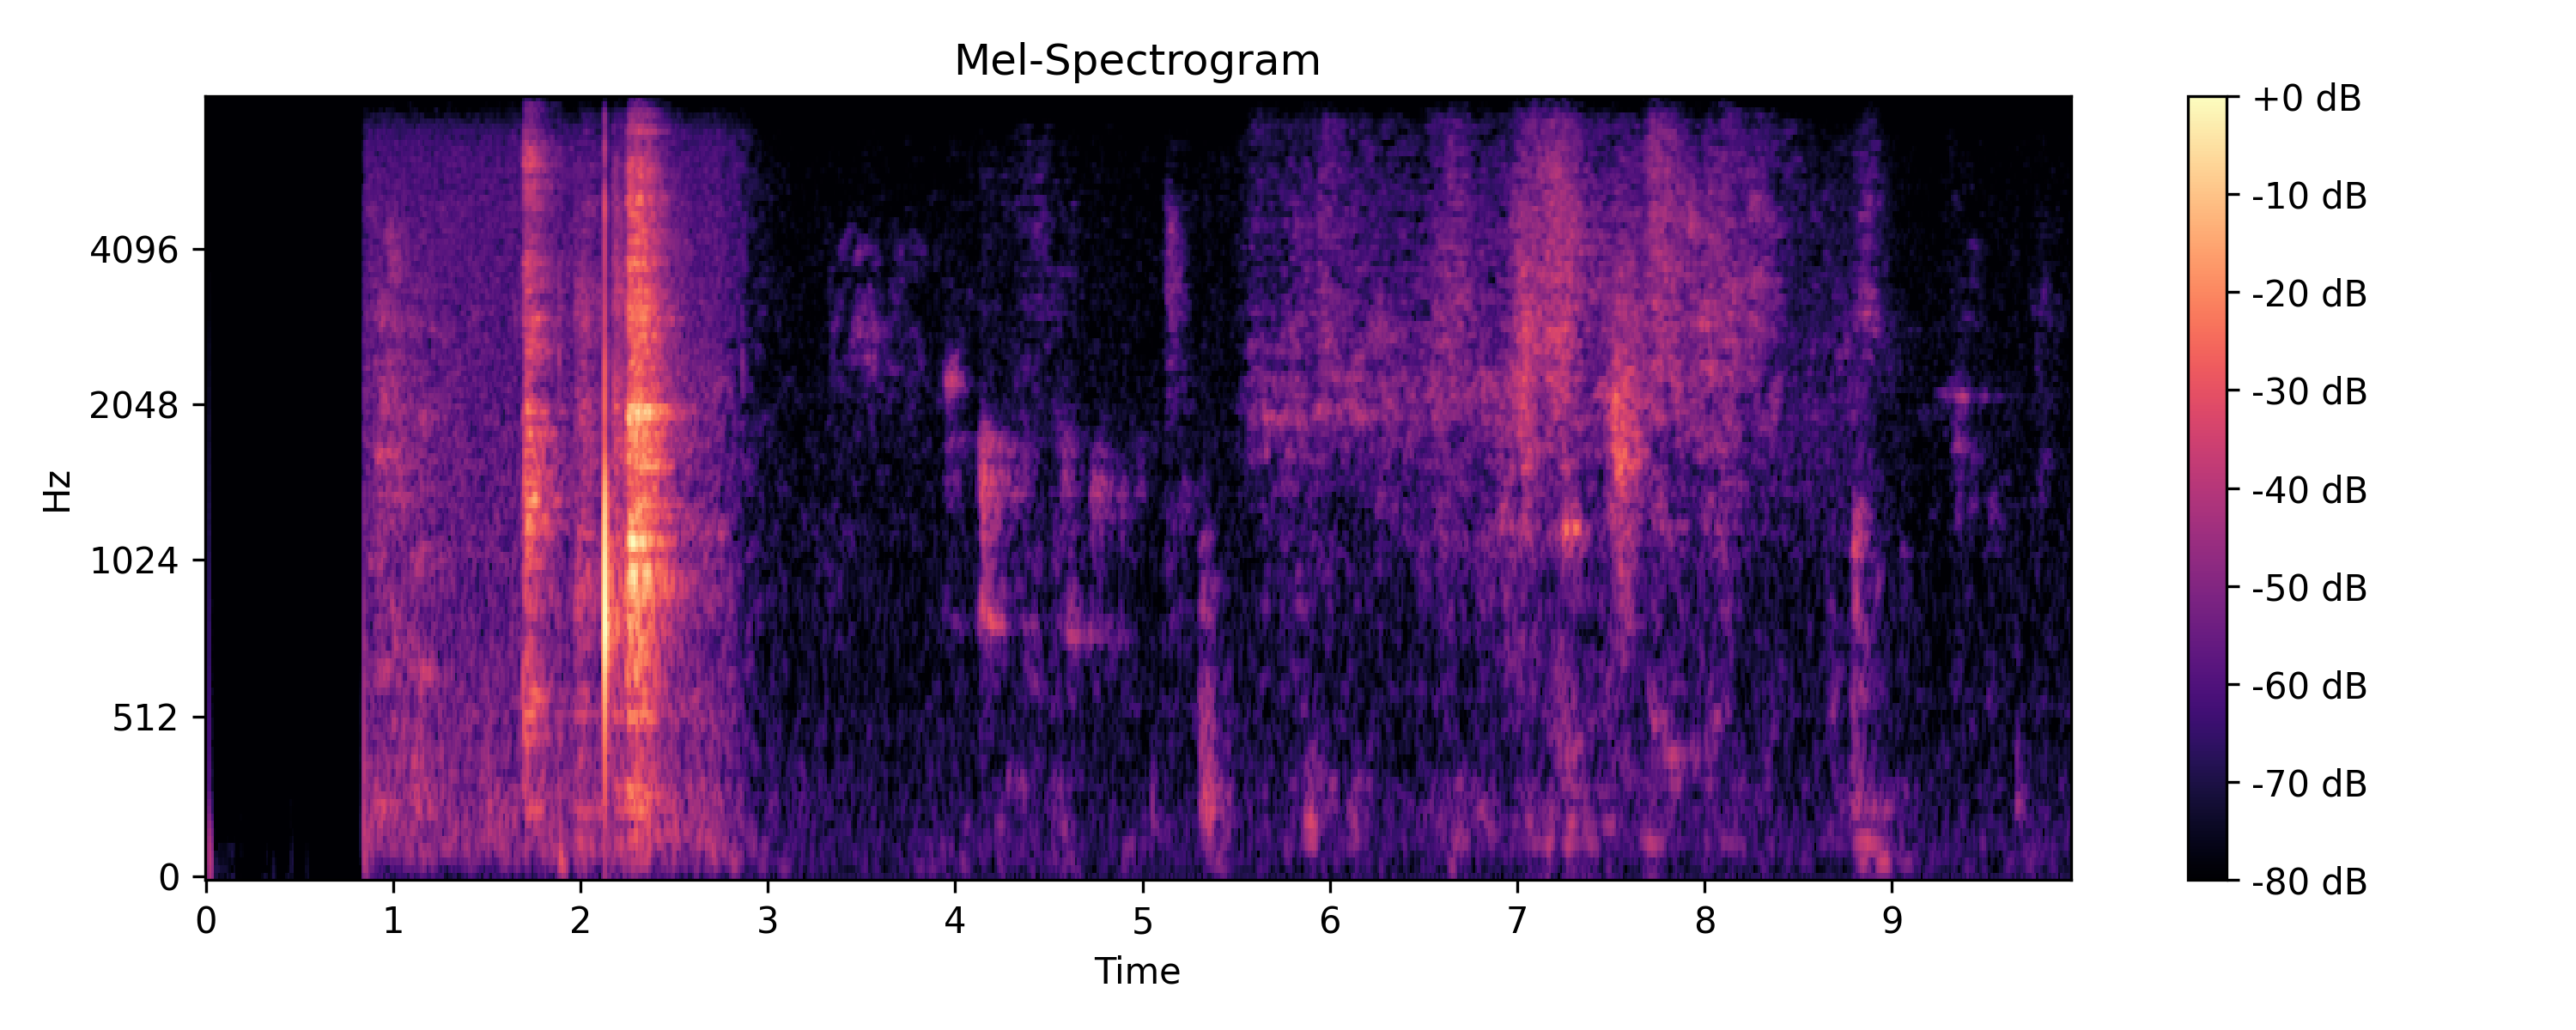 Mel-Spectrogram
+0 dB
-10 dB
4096
-20 dB
-30 dB
2048
Hz
-40 dB
1024
-50 dB
-60 dB
512
-70 dB
0
-80 dB
0 1 2 3 4 5 6 7 8 9
Time